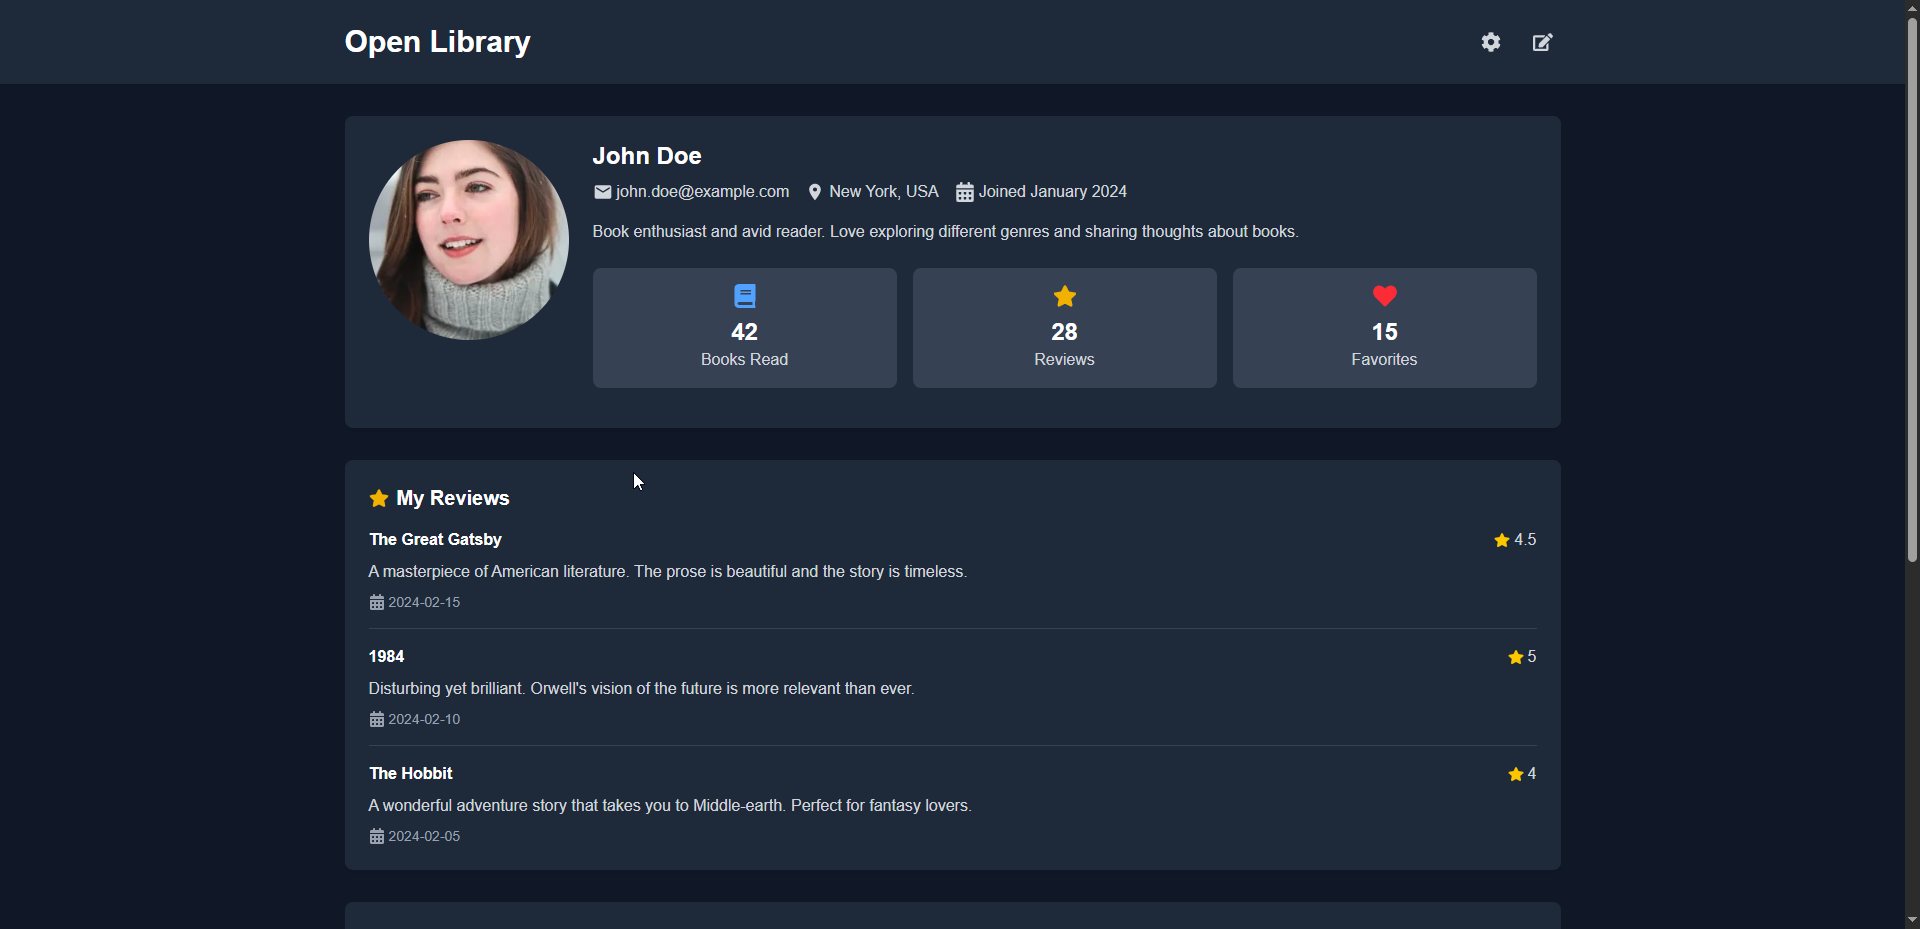 Open Library
John Doe
john.doe@example.com New York, USA Joined January 2024
Book enthusiast and avid reader. Love exploring different genres and sharing thoughts about books.
42 28 15
Books Read Reviews Favorites
My Reviews
The Great Gatsby 4.5
A masterpiece of American literature. The prose is beautiful and the story is timeless.
2024-02-15
1984 5
Disturbing yet brilliant. Orwell's vision of the future is more relevant than ever.
2024-02-10
The Hobbit 4
A wonderful adventure story that takes you to Middle-earth. Perfect for fantasy lovers.
2024-02-05